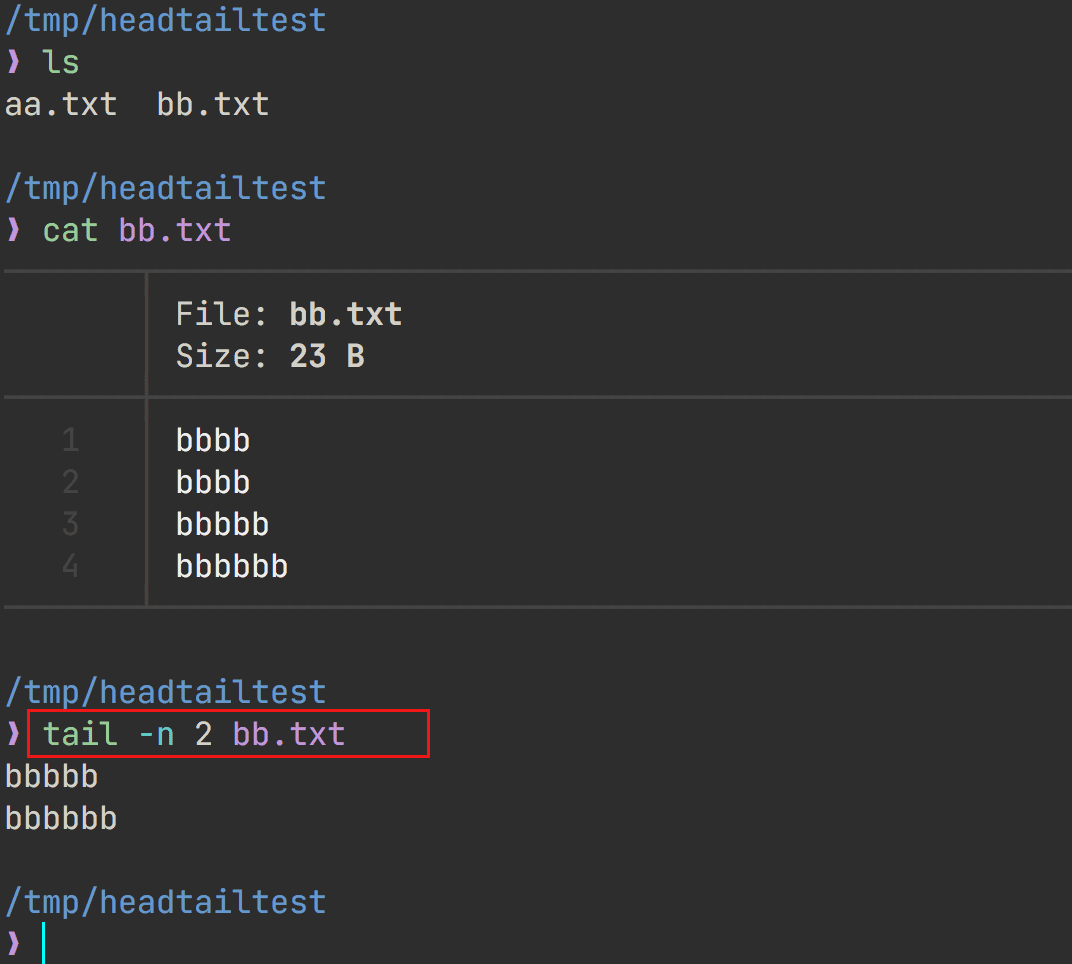 /tmp/headtailtest
❱ ls
aa.txt  bb.txt
/tmp/headtailtest
❱ cat bb.txt
File: bb.txt
Size: 23 B
1 bbbb
2 bbbb
3 bbbbb
4 bbbbbb
/tmp/headtailtest
❱ tail -n 2 bb.txt
bbbbb
bbbbbb
/tmp/headtailtest
❱